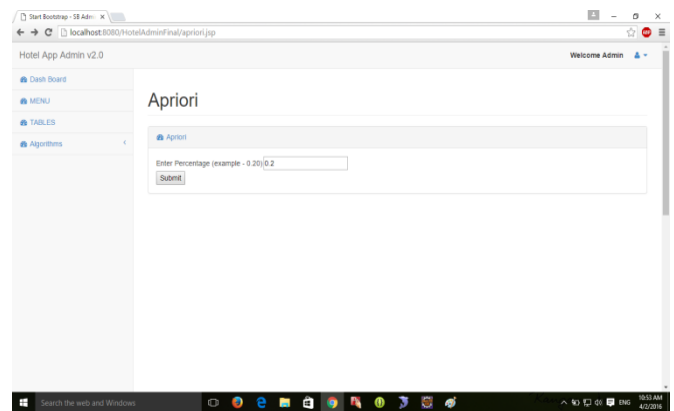 Start Bootstrap - SB Admi
localhost:8080/HotelAdminFinal/apriori.jsp
Hotel App Admin v2.0
Welcome Admin
Dash Board
MENU
TABLES
Algorithms
Apriori
Apriori
Enter Percentage (example - 0.20) 0.2
Submit
Search the web and Windows
ENG
10:53 AM
4/2/2016